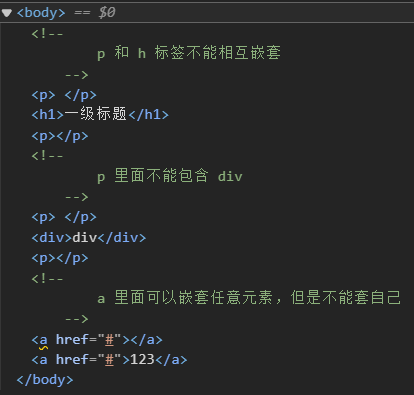 <body> == $0
<!--
p 和 h 标签不能相互嵌套
-->
<p> </p>
<h1>一级标题</h1>
<p></p>
<!--
p 里面不能包含 div
-->
<p> </p>
<div>div</div>
<p></p>
<!--
a 里面可以嵌套任意元素，但是不能套自己
-->
<a href="#"></a>
<a href="#">123</a>
</body>